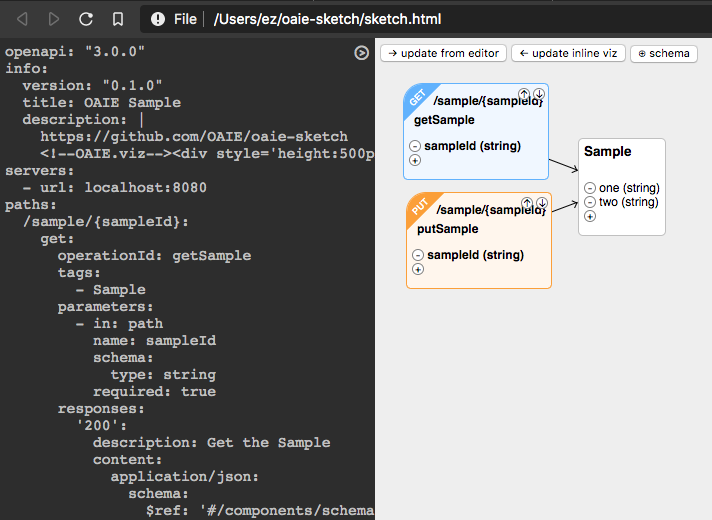 File | /Users/ez/oaie-sketch/sketch.html
openapi: "3.0.0"
info:
version: "0.1.0"
title: OAIE Sample
description: |
https://github.com/OAIE/oaie-sketch
<!--OAIE.viz--><div style='height:500p
servers:
- url: localhost:8080
paths:
/sample/{sampleId}:
get:
operationId: getSample
tags:
- Sample
parameters:
- in: path
name: sampleId
schema:
type: string
required: true
responses:
'200':
description: Get the Sample
content:
application/json:
schema:
$ref: '#/components/schema
→ update from editor
← update inline viz
⊕ schema
GET
/sample/{sampleId}
getSample
sampleId (string)
PUT
/sample/{sampleId}
putSample
sampleId (string)
Sample
one (string)
two (string)